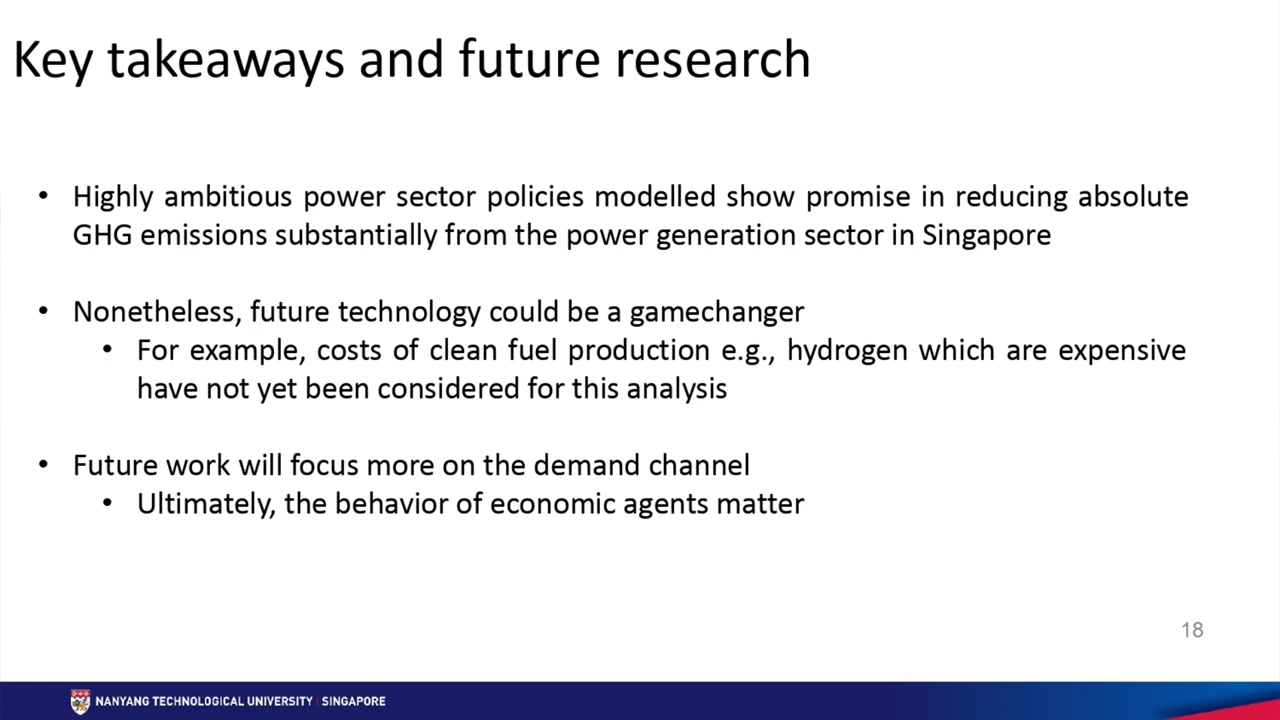 Key takeaways and future research
• Highly ambitious power sector policies modelled show promise in reducing absolute
GHG emissions substantially from the power generation sector in Singapore
• Nonetheless, future technology could be a gamechanger
• For example, costs of clean fuel production e.g., hydrogen which are expensive
have not yet been considered for this analysis
• Future work will focus more on the demand channel
• Ultimately, the behavior of economic agents matter
18
NANYANG TECHNOLOGICAL UNIVERSITY | SINGAPORE